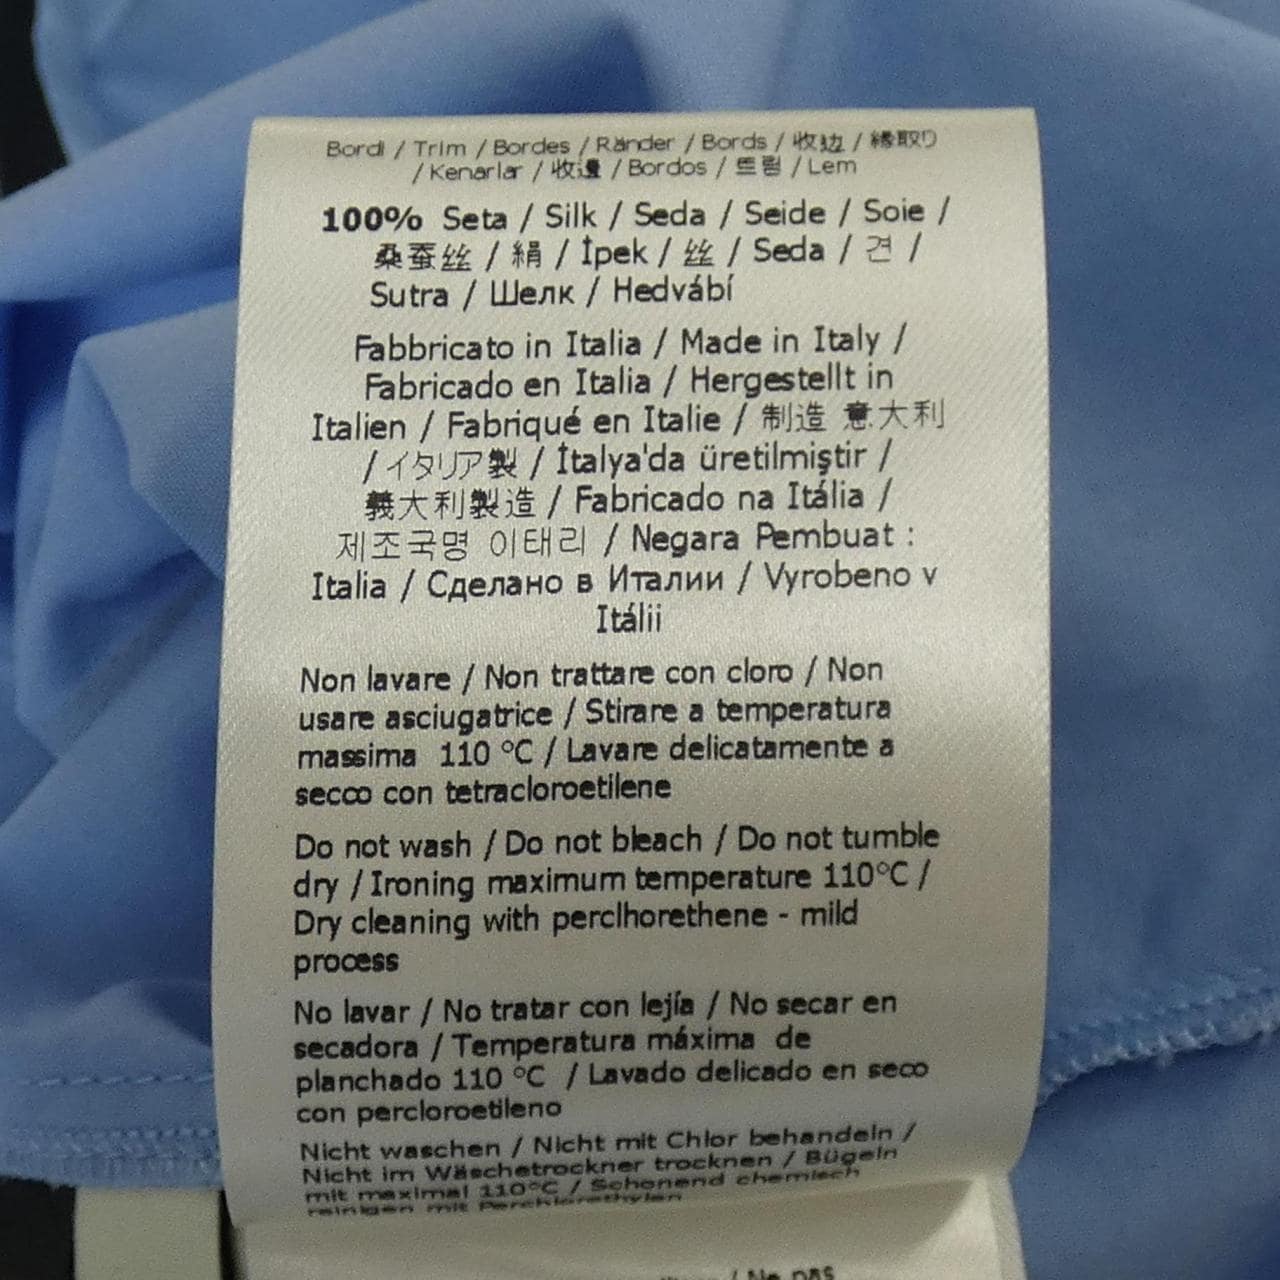 Bordi / Trim / Bordes / Ränder / Bords / 收边 / 縁取り
/ Kenarlar / 收邊 / Bordos / 트림 / Lem
100% Seta / Silk / Seda / Seide / Soie /
桑蚕丝 / 絹 / İpek / 丝 / Seda / 견 /
Sutra / Шелк / Hedvábí
Fabbricato in Italia / Made in Italy /
Fabricado en Italia / Hergestellt in
Italien / Fabriqué en Italie / 制造 意大利
/ イタリア製 / İtalya'da üretilmiştir /
義大利製造 / Fabricado na Itália /
제조국명 이태리 / Negara Pembuat :
Italia / Сделано в Италии / Vyrobeno v
Itálii
Non lavare / Non trattare con cloro / Non
usare asciugatrice / Stirare a temperatura
massima 110 °C / Lavare delicatamente a
secco con tetracloroetilene
Do not wash / Do not bleach / Do not tumble
dry / Ironing maximum temperature 110°C /
Dry cleaning with perclhorethene - mild
process
No lavar / No tratar con lejía / No secar en
secadora / Temperatura máxima de
planchado 110 °C / Lavado delicado en seco
con percloroetileno
Nicht waschen / Nicht mit Chlor behandeln /
Nicht im Wäschetrockner trocknen / Bügeln
mit maximal 110°C / Schonend chemisch
reinigen mit Perchlorethylen
/ Ne pas